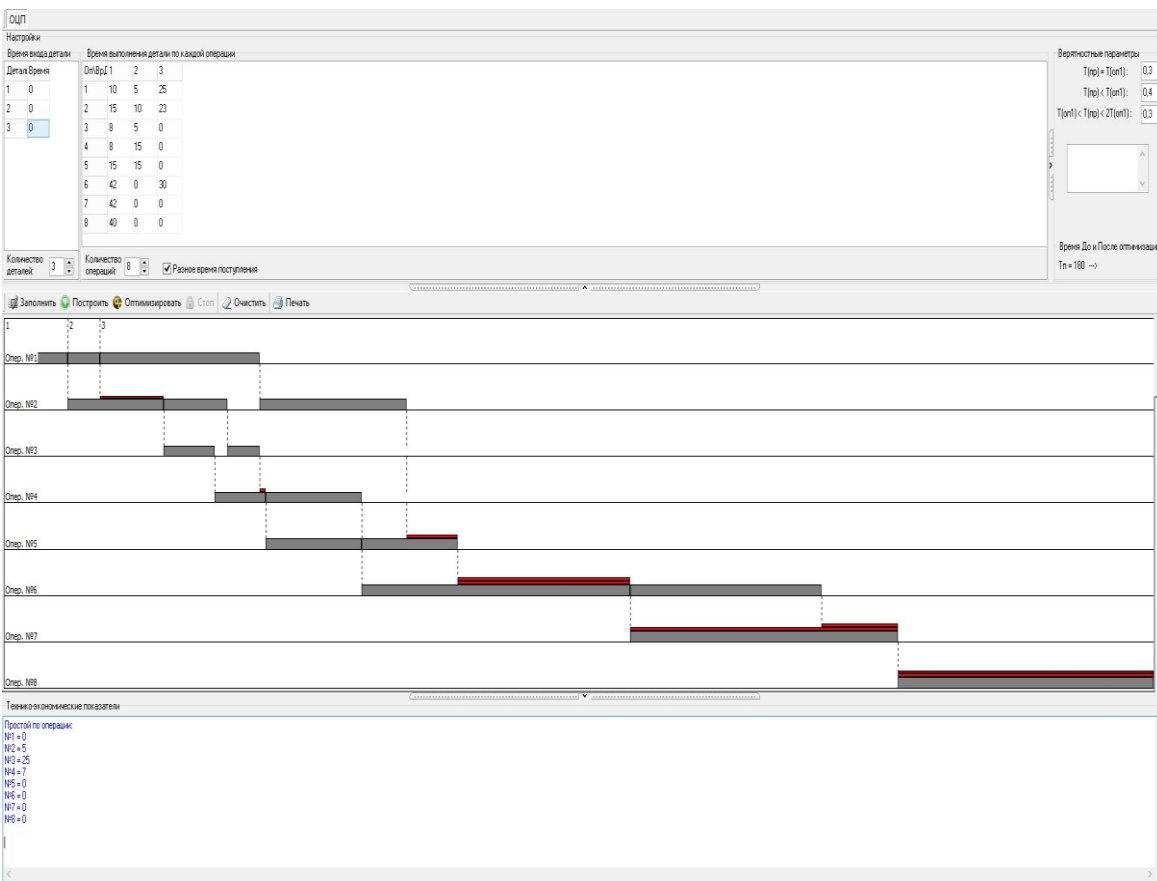 ОЦП
Настройки
Время входа детали
Время выполнения детали по каждой операции
Верятностные параметры
Детал Время
1 0
2 0
3 0
Оп\Вр.Д 1 2 3
1 10 5 25
2 15 10 23
3 8 5 0
4 8 15 0
5 15 15 0
6 42 0 30
7 42 0 0
8 40 0 0
T(пр) = T(оп1): 0,3
T(пр) < T(оп1): 0,4
T(оп1) < T(пр) < 2T(оп1): 0,3
Время До и После оптимизаци
Тп = 180 -->
Количество деталей: 3
Количество операций: 8
Разное время поступления
Заполнить Построить Оптимизировать Стоп Очистить Печать
1 2 3
Опер. №1
Опер. №2
Опер. №3
Опер. №4
Опер. №5
Опер. №6
Опер. №7
Опер. №8
Технико-экономические показатели
Простой по операции:
№1 = 0
№2 = 5
№3 = 25
№4 = 7
№5 = 0
№6 = 0
№7 = 0
№8 = 0